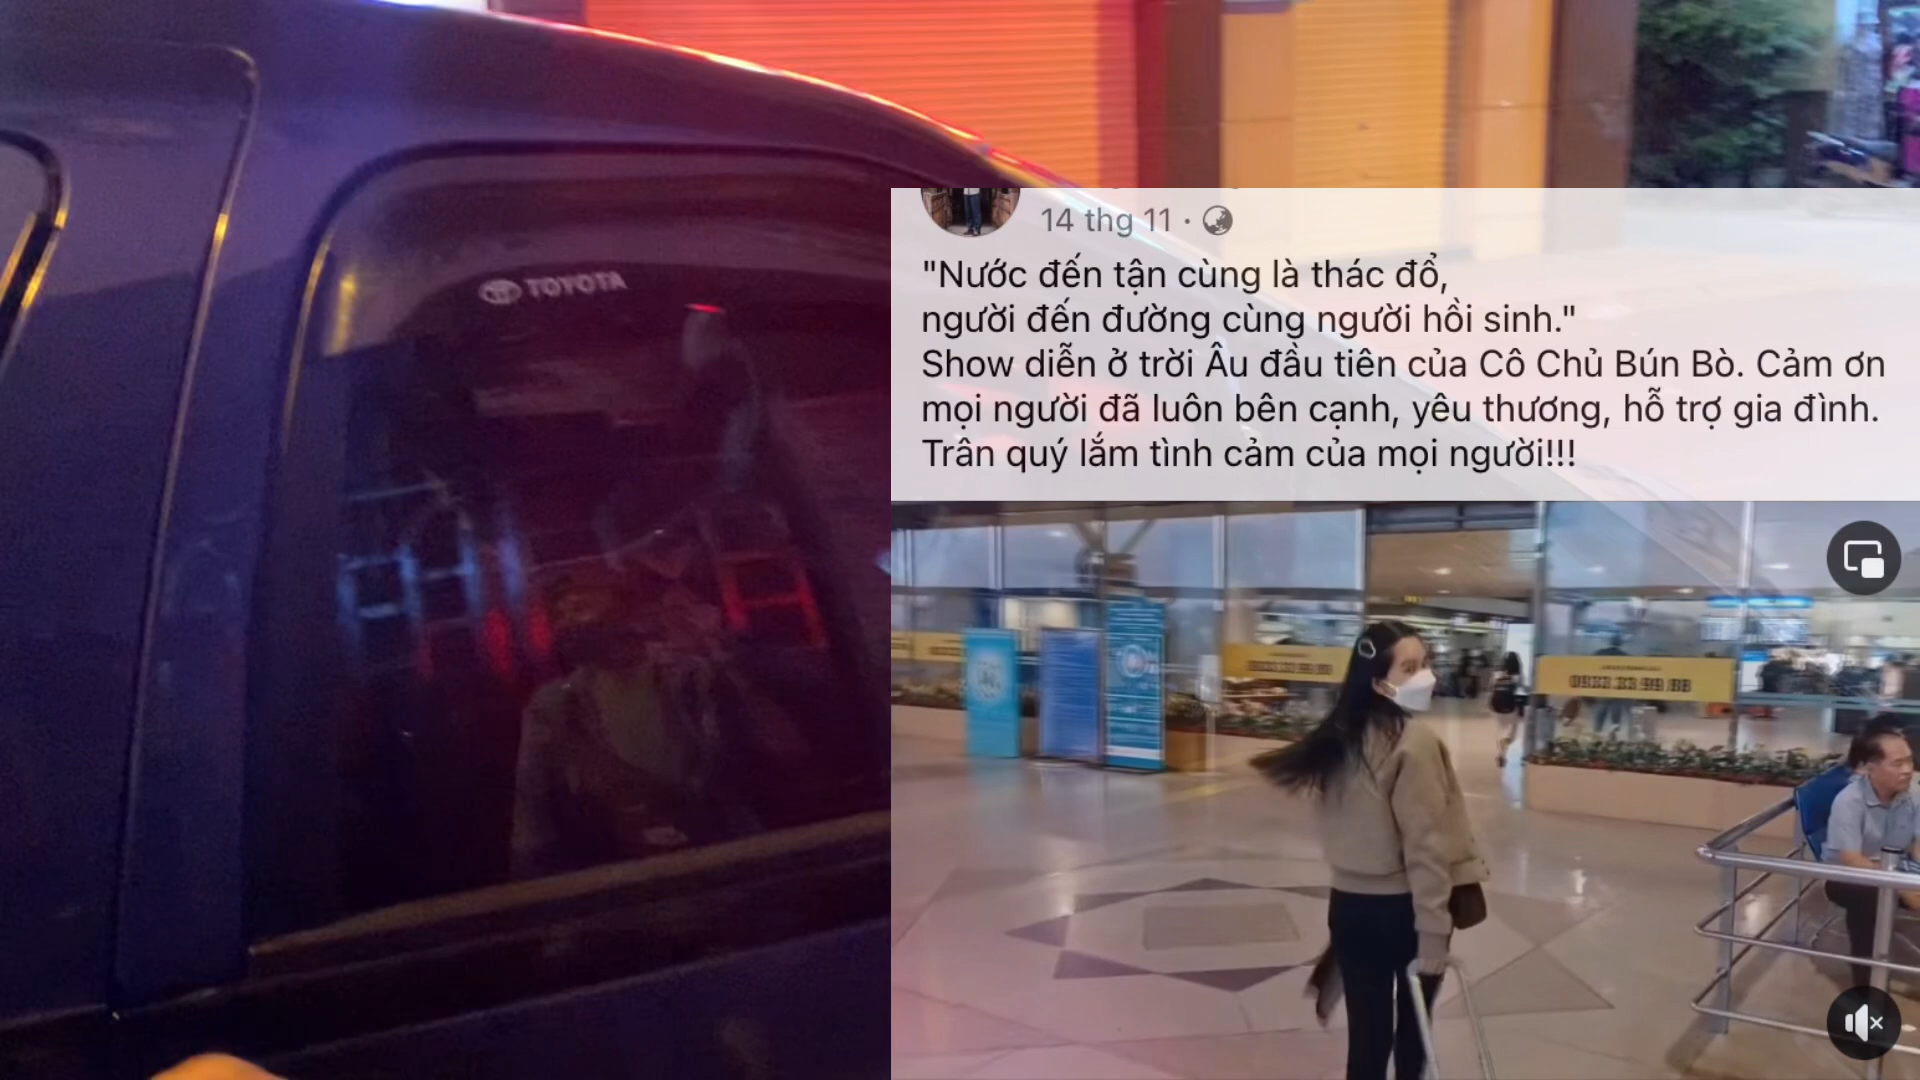 TOYOTA
14 thg 11 ·
"Nước đến tận cùng là thác đổ,
người đến đường cùng người hồi sinh."
Show diễn ở trời Âu đầu tiên của Cô Chủ Bún Bò. Cảm ơn
mọi người đã luôn bên cạnh, yêu thương, hỗ trợ gia đình.
Trân quý lắm tình cảm của mọi người!!!